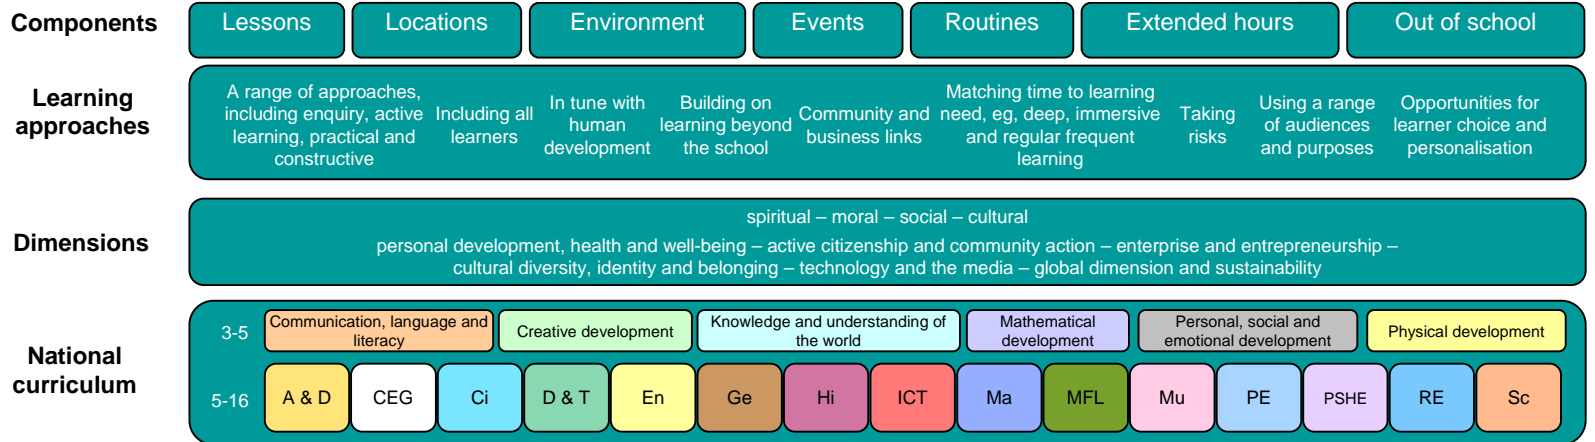 Components
Lessons
Locations
Environment
Events
Routines
Extended hours
Out of school
Learning
approaches
A range of approaches,
including enquiry, active
learning, practical and
constructive
Including all
learners
In tune with
human
development
Building on
learning beyond
the school
Community and
business links
Matching time to learning
need, eg, deep, immersive
and regular frequent
learning
Taking
risks
Using a range
of audiences
and purposes
Opportunities for
learner choice and
personalisation
Dimensions
spiritual – moral – social – cultural
personal development, health and well-being – active citizenship and community action – enterprise and entrepreneurship –
cultural diversity, identity and belonging – technology and the media – global dimension and sustainability
National
curriculum
3-5
Communication, language and
literacy
Creative development
Knowledge and understanding of
the world
Mathematical
development
Personal, social and
emotional development
Physical development
5-16
A & D
CEG
Ci
D & T
En
Ge
Hi
ICT
Ma
MFL
Mu
PE
PSHE
RE
Sc